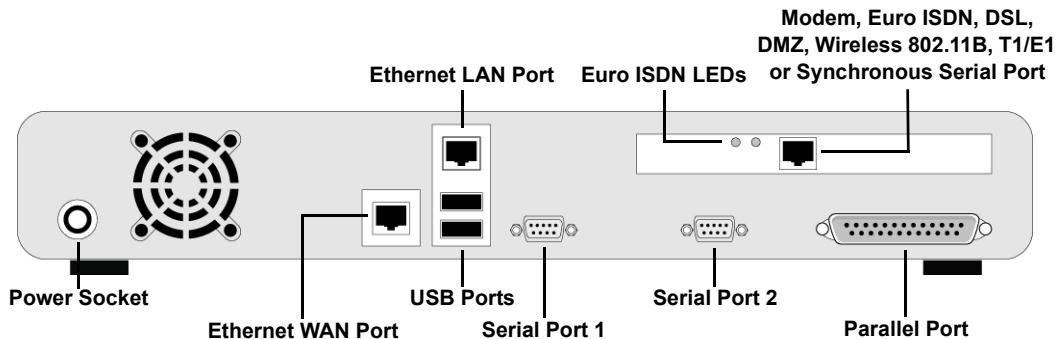 Modem, Euro ISDN, DSL,
DMZ, Wireless 802.11B, T1/E1
or Synchronous Serial Port
Ethernet LAN Port
Euro ISDN LEDs
Power Socket
USB Ports
Serial Port 2
Ethernet WAN Port
Serial Port 1
Parallel Port